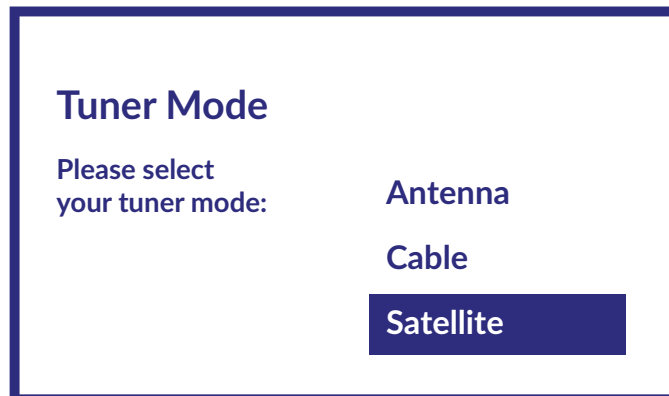 Tuner Mode
Please select
your tuner mode:
Antenna
Cable
Satellite